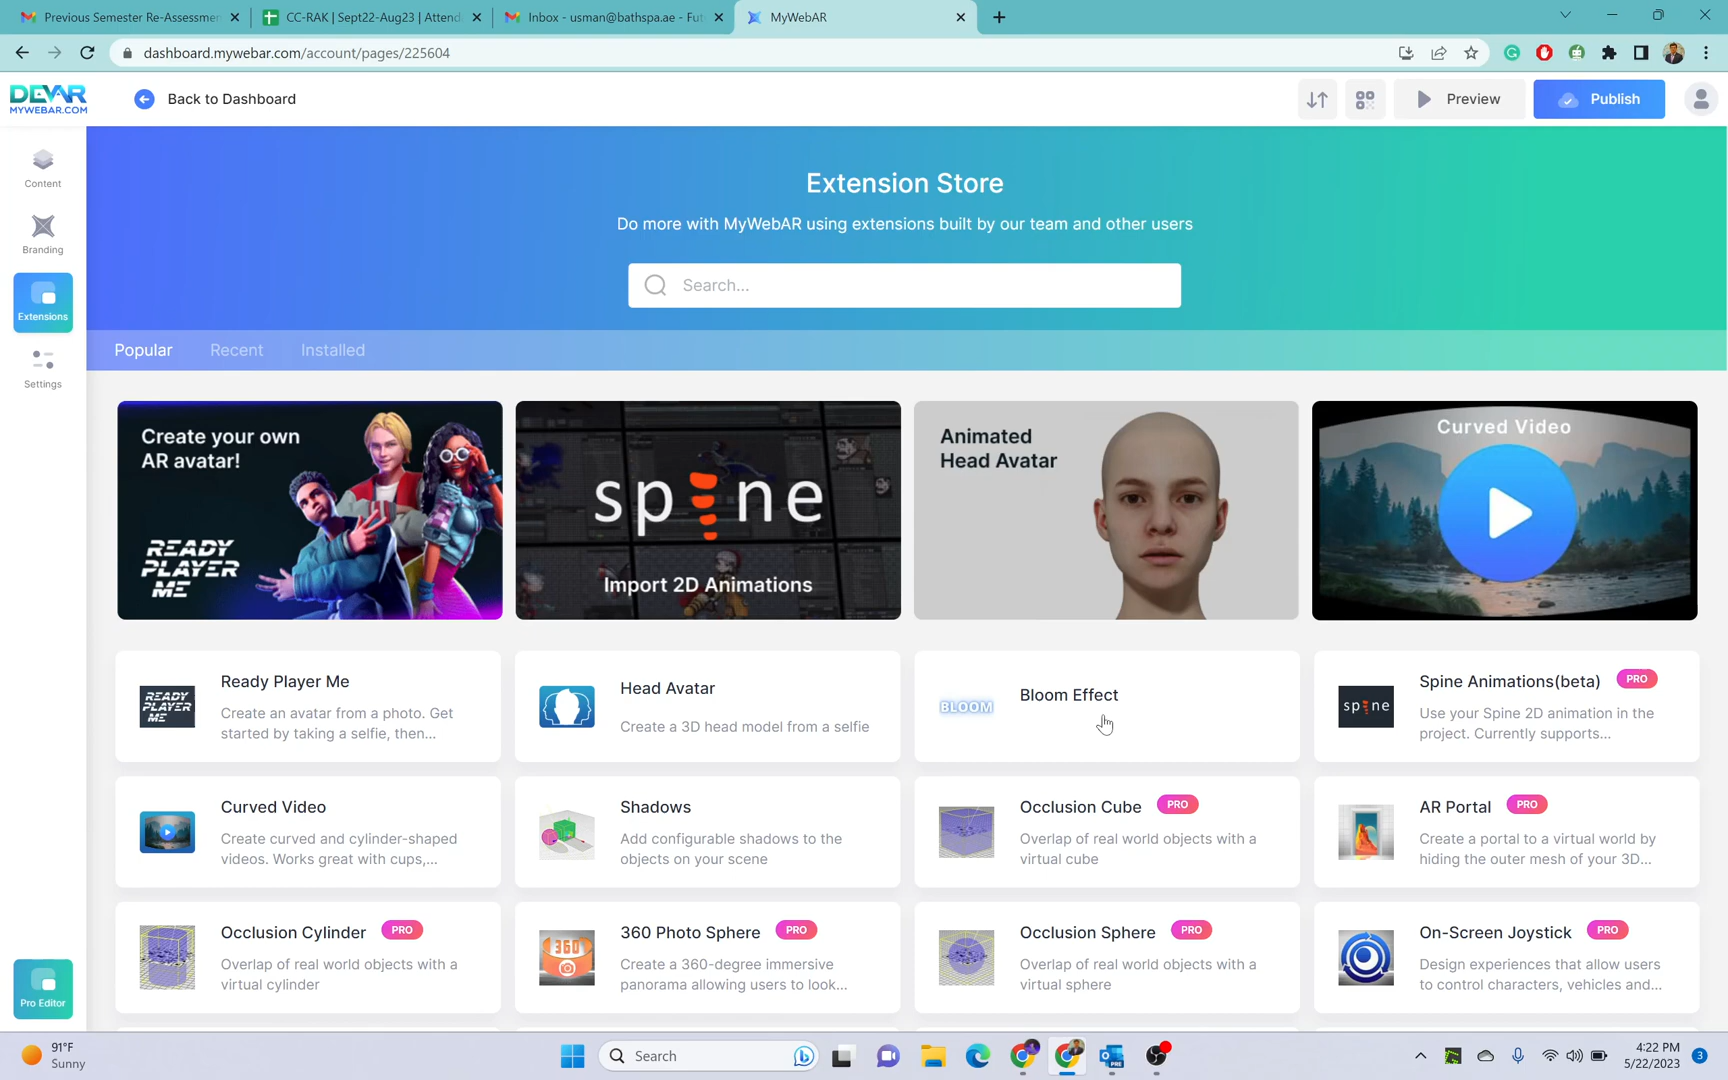 Previous Semester Re-Assessmen
CC-RAK | Sept22-Aug23 | Attend
Inbox - usman@bathspa.ae - Fut
MyWebAR
dashboard.mywebar.com/account/pages/225604
DEVAR
MYWEBAR.COM
Back to Dashboard
Preview
Publish
Content
Branding
Extensions
Settings
Pro Editor
Extension Store
Do more with MyWebAR using extensions built by our team and other users
Search...
Popular
Recent
Installed
Create your own
AR avatar!
READY
PLAYER
ME
spine
Import 2D Animations
Animated
Head Avatar
Curved Video
READY
PLAYER
ME
Ready Player Me
Create an avatar from a photo. Get
started by taking a selfie, then...
Head Avatar
Create a 3D head model from a selfie
BLOOM
Bloom Effect
spine
Spine Animations(beta)
PRO
Use your Spine 2D animation in the
project. Currently supports...
Curved Video
Create curved and cylinder-shaped
videos. Works great with cups,...
Shadows
Add configurable shadows to the
objects on your scene
Occlusion Cube
PRO
Overlap of real world objects with a
virtual cube
AR Portal
PRO
Create a portal to a virtual world by
hiding the outer mesh of your 3D...
Occlusion Cylinder
PRO
Overlap of real world objects with a
virtual cylinder
360
360 Photo Sphere
PRO
Create a 360-degree immersive
panorama allowing users to look...
Occlusion Sphere
PRO
Overlap of real world objects with a
virtual sphere
On-Screen Joystick
PRO
Design experiences that allow users
to control characters, vehicles and...
91°F
Sunny
Search
4:22 PM
5/22/2023
3